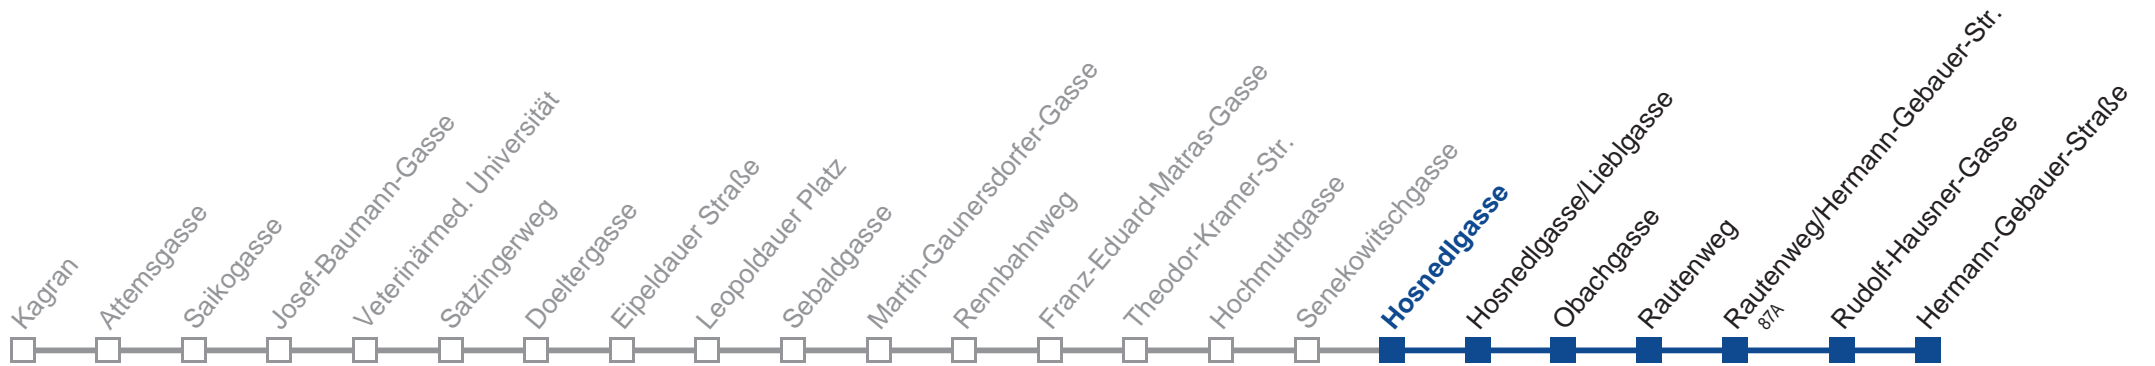 Kagran
Attemsgasse
Saikogasse
Josef-Baumann-Gasse
Veterinärmed. Universität
Satzingerweg
Doeltergasse
Eipeldauer Straße
Leopoldauer Platz
Sebaldgasse
Martin-Gaunersdorfer-Gasse
Rennbahnweg
Franz-Eduard-Matras-Gasse
Theodor-Kramer-Str.
Hochmuthgasse
Senekowitschgasse
Hosnedlgasse
Hosnedlgasse/Lieblgasse
Obachgasse
Rautenweg
Rautenweg/Hermann-Gebauer-Str.
87A
Rudolf-Hausner-Gasse
Hermann-Gebauer-Straße